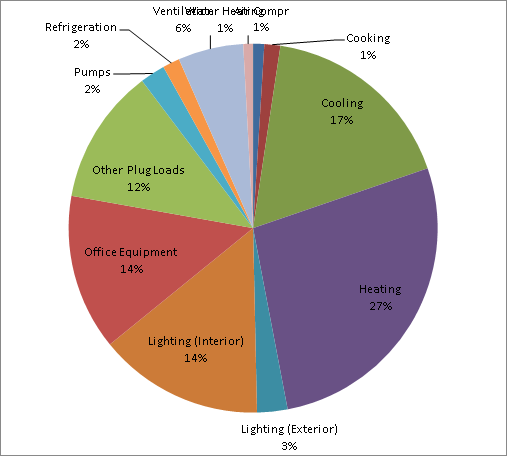 Ventilation
6%
Water Heating
1%
Air Compr
1%
Cooking
1%
Refrigeration
2%
Pumps
2%
Cooling
17%
Other Plug Loads
12%
Office Equipment
14%
Heating
27%
Lighting (Interior)
14%
Lighting (Exterior)
3%